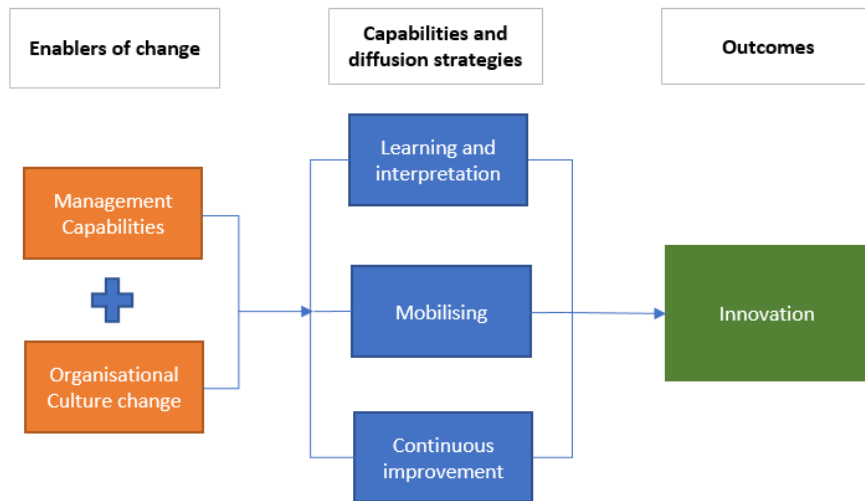 Enablers of change
Capabilities and
diffusion strategies
Outcomes
Learning and
interpretation
Management
Capabilities
Mobilising
Innovation
Organisational
Culture change
Continuous
improvement